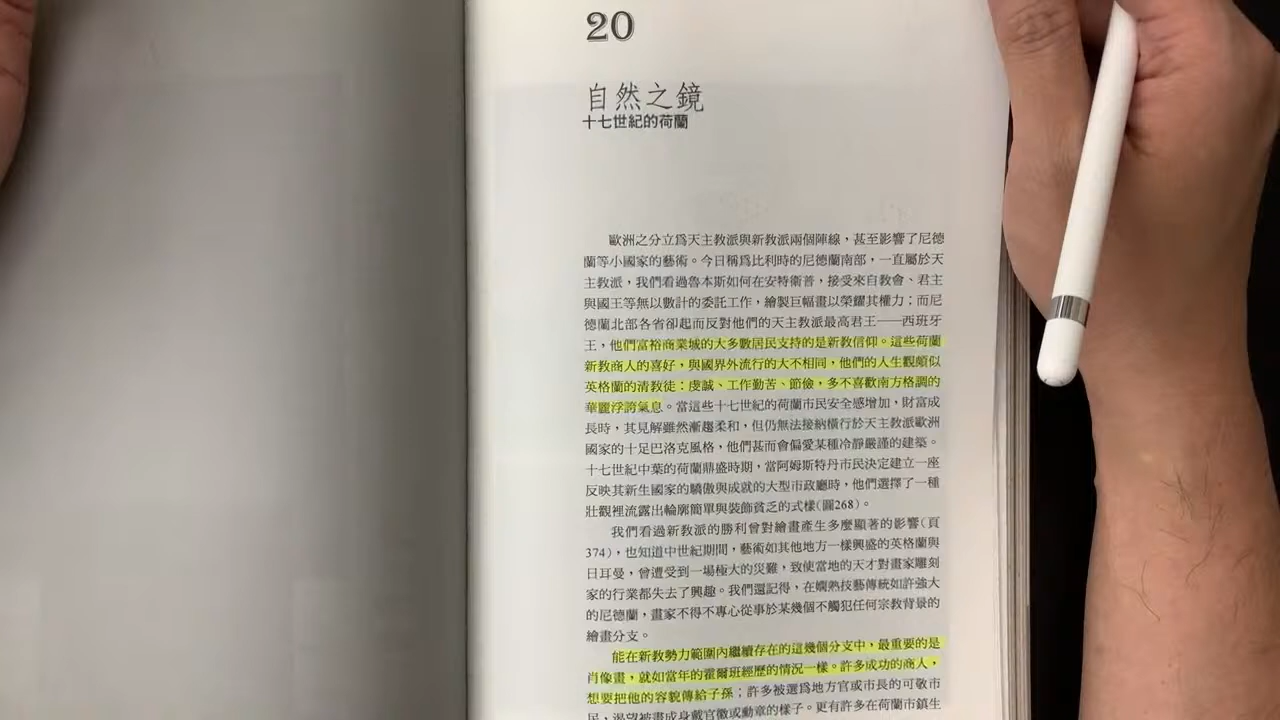 20
自然之鏡
十七世紀的荷蘭
歐洲之分立爲天主教派與新教派兩個陣線，甚至影響了尼德
蘭等小國家的藝術。今日稱爲比利時的尼德蘭南部，一直屬於天
主教派，我們看過魯本斯如何在安特衛普，接受來自教會、君主
與國王等無以數計的委託工作，繪製巨幅畫以榮耀其權力；而尼
德蘭北部各省卻起而反對他們的天主教派最高君王——西班牙
王，他們富裕商業城的大多數居民支持的是新教信仰。這些荷蘭
新教商人的喜好，與國界外流行的大不相同，他們的人生觀頗似
英格蘭的清教徒：虔誠、工作勤苦、節儉，多不喜歡南方格調的
華麗浮誇氣息。當這些十七世紀的荷蘭市民安全感增加，財富成
長時，其見解雖然漸趨柔和，但仍無法接納橫行於天主教派歐洲
國家的十足巴洛克風格，他們甚而會偏愛某種冷靜嚴謹的建築。
十七世紀中葉的荷蘭鼎盛時期，當阿姆斯特丹市民決定建立一座
反映其新生國家的驕傲與成就的大型市政廳時，他們選擇了一種
壯觀裡流露出輪廓簡單與裝飾貧乏的式樣（圖268）。
我們看過新教派的勝利曾對繪畫產生多麼顯著的影響（頁
374），也知道中世紀期間，藝術如其他地方一樣興盛的英格蘭與
日耳曼，曾遭受到一場極大的災難，致使當地的天才對畫家雕刻
家的行業都失去了興趣。我們還記得，在嫻熟技藝傳統如許強大
的尼德蘭，畫家不得不專心從事於某幾個不觸犯任何宗教背景的
繪畫分支。
能在新教勢力範圍內繼續存在的這幾個分支中，最重要的是
肖像畫，就如當年的霍爾班經歷的情況一樣。許多成功的商人，
想要把他的容貌傳給子孫；許多被選爲地方官或市長的可敬市
民，渴望被畫成身戴官徽或勳章的樣子。更有許多在荷蘭市鎮生